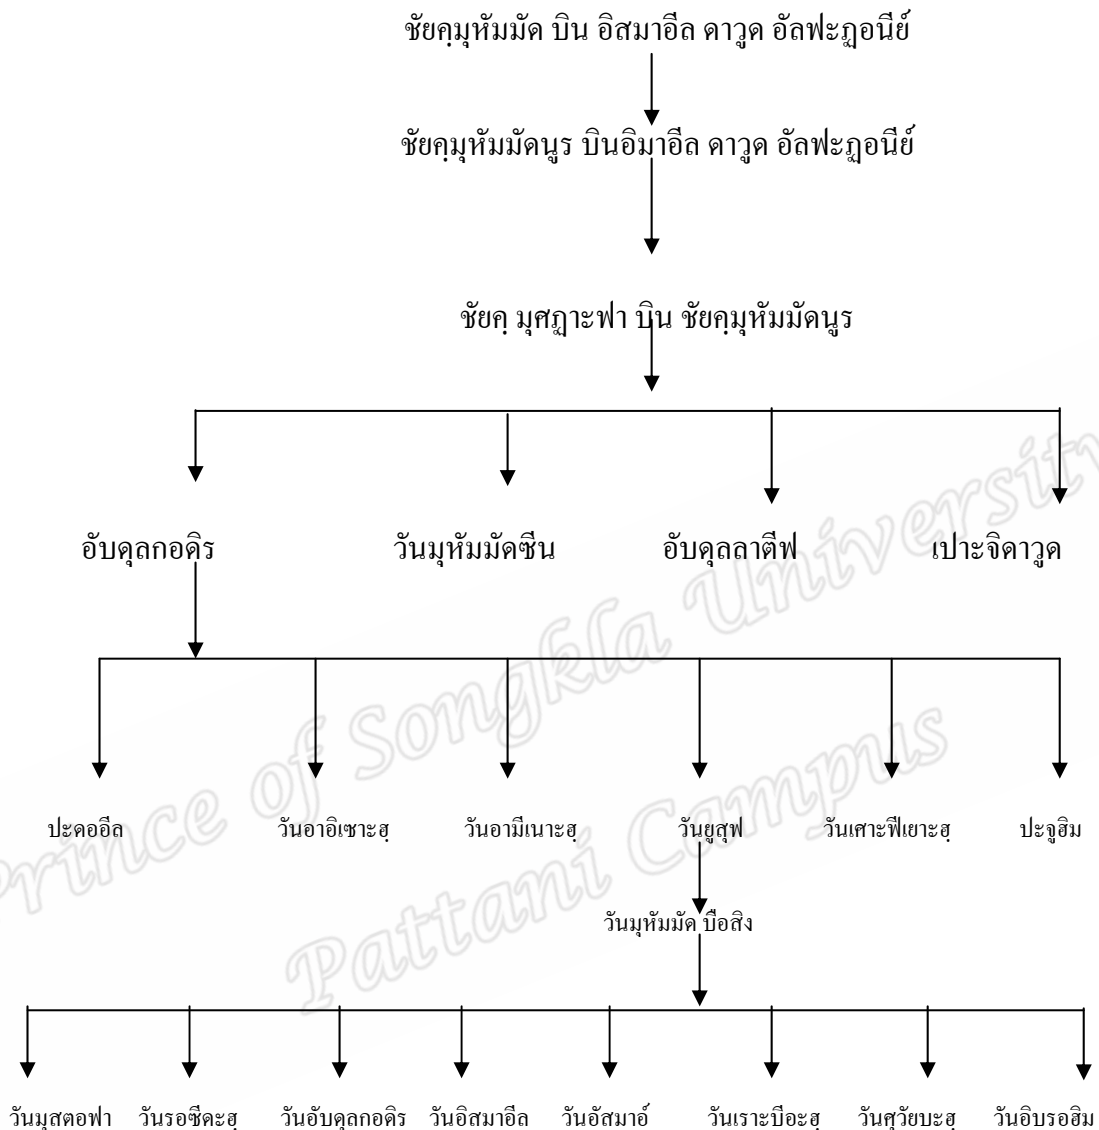 ชัยคฺมุหัมมัด บิน อิสมาอีล ดาวูด อัลฟะฏอนีย์
ชัยคฺมุหัมมัดนูร บินอิมาอีล ดาวูด อัลฟะฏอนีย์
ชัยคฺ มุศฏาะฟา บิน ชัยคฺมุหัมมัดนูร
อับดุลกอดิร วันมุหัมมัดซีน อับดุลลาตีฟ เปาะจิดาวูด
ปะดออีล วันอาอิเซาะฮฺ วันอามีเนาะฮฺ วันยูสุฟ วันเศาะฟีเยาะฮฺ ปะจูฮิม
วันมุหัมมัด บือสิง
วันมุสตอฟา วันรอซีดะฮฺ วันอับดุลกอดิร วันอิสมาอีล วันอัสมาอ์ วันเราะบีอะฮฺ วันศุวัยบะฮฺ วันอิบรอฮิม
Prince of Songkla University
Pattani Campus